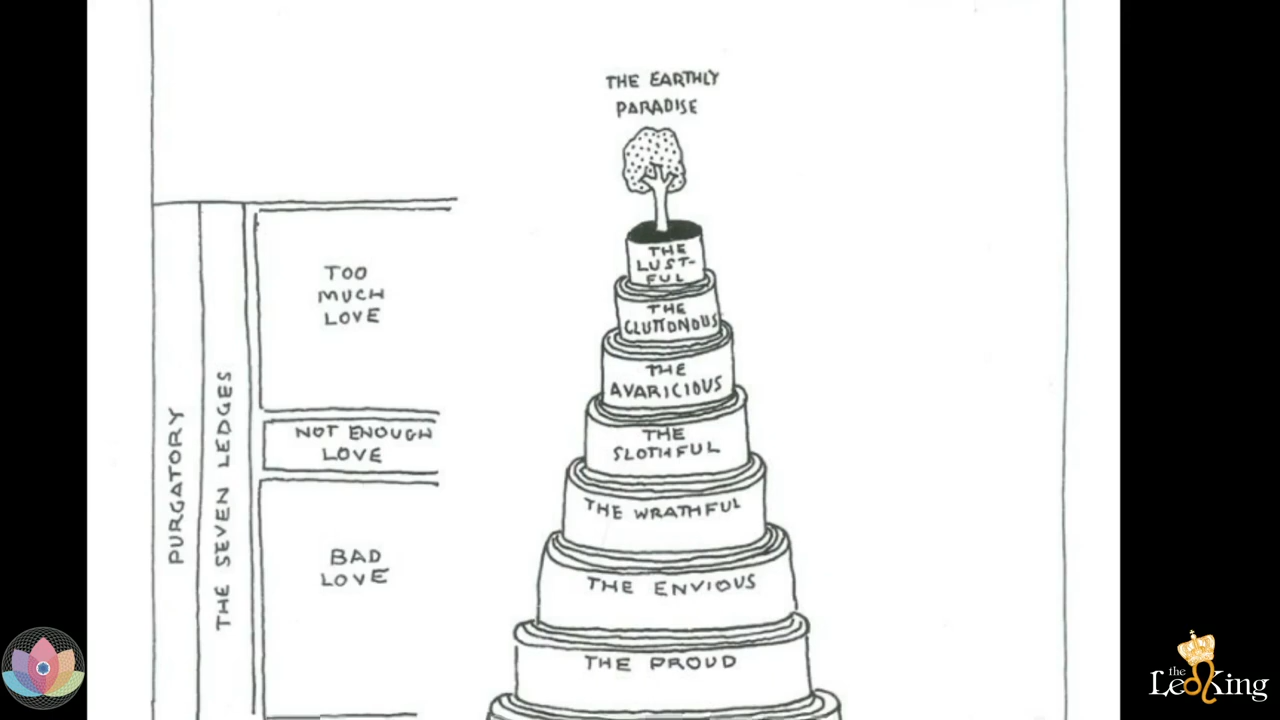 THE EARTHLY
PARADISE
THE
LUST-
FUL
THE
GLUTTONOUS
THE
AVARICIOUS
THE
SLOTHFUL
THE WRATHFUL
THE ENVIOUS
THE PROUD
TOO
MUCH
LOVE
NOT ENOUGH
LOVE
BAD
LOVE
THE SEVEN LEDGES
PURGATORY
the
LeoKing